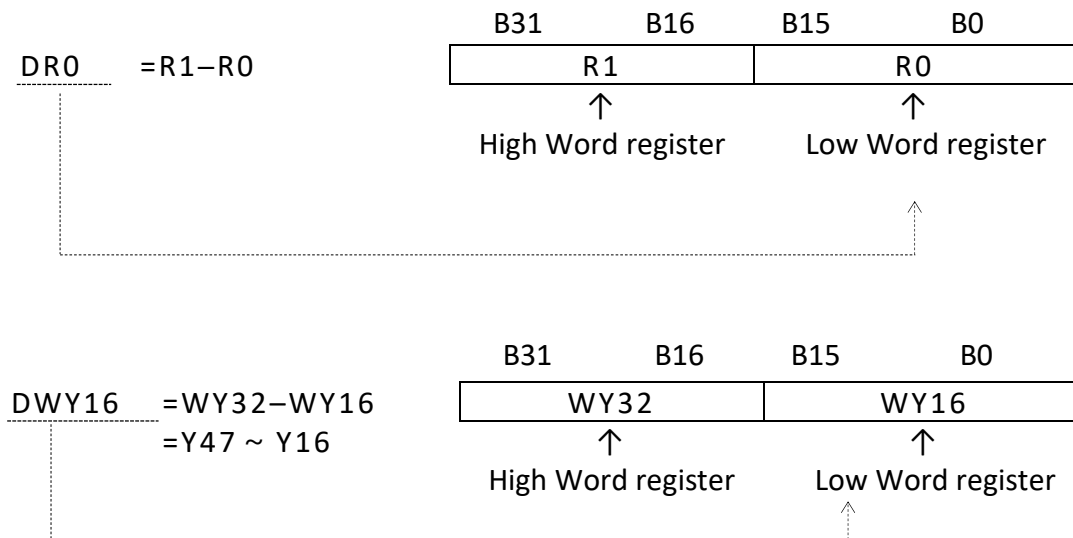 B31 B16 B15 B0
DR0 =R1–R0 R1 R0
↑ ↑
High Word register Low Word register
B31 B16 B15 B0
DWY16 =WY32–WY16 WY32 WY16
=Y47 ~ Y16 ↑ ↑
High Word register Low Word register